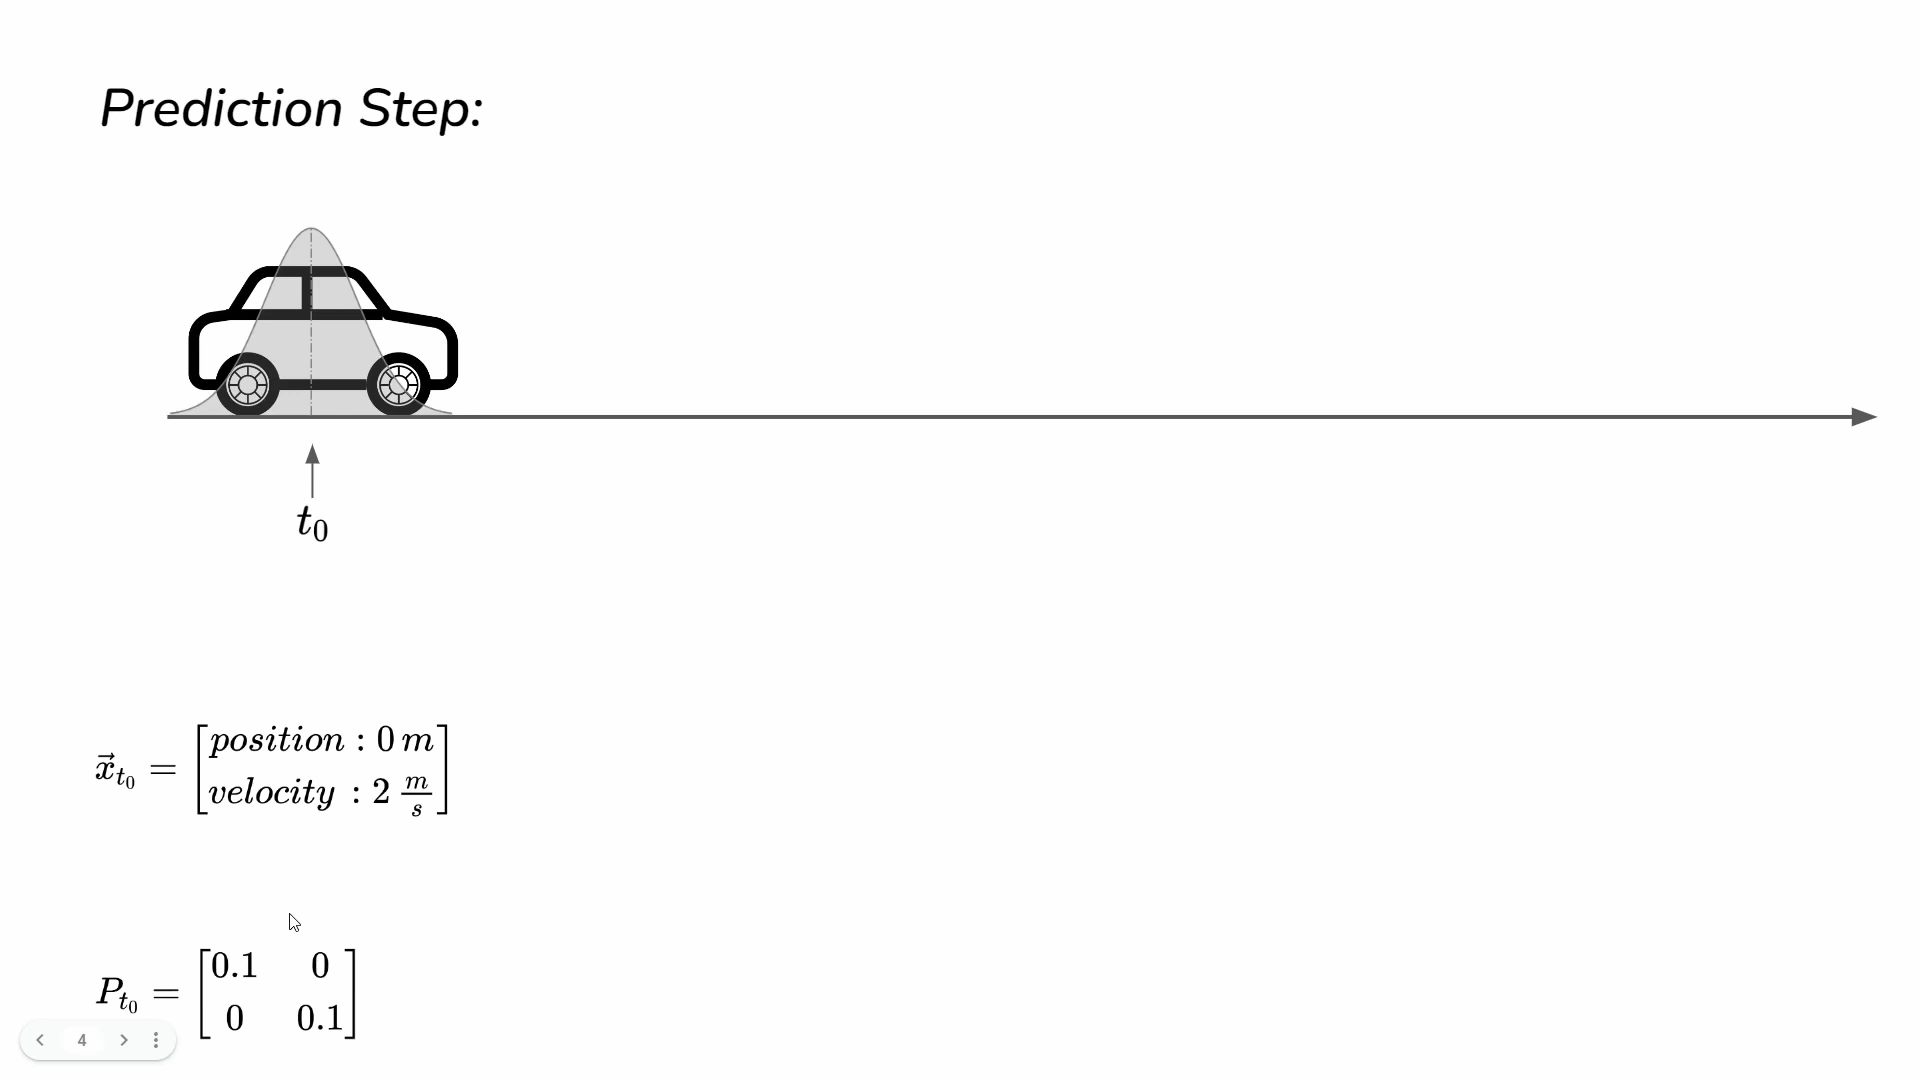 Prediction Step:
t₀
x⃗ₜ₀ = [position : 0 m
velocity : 2 m/s]
Pₜ₀ = [0.1 0
0 0.1]
4